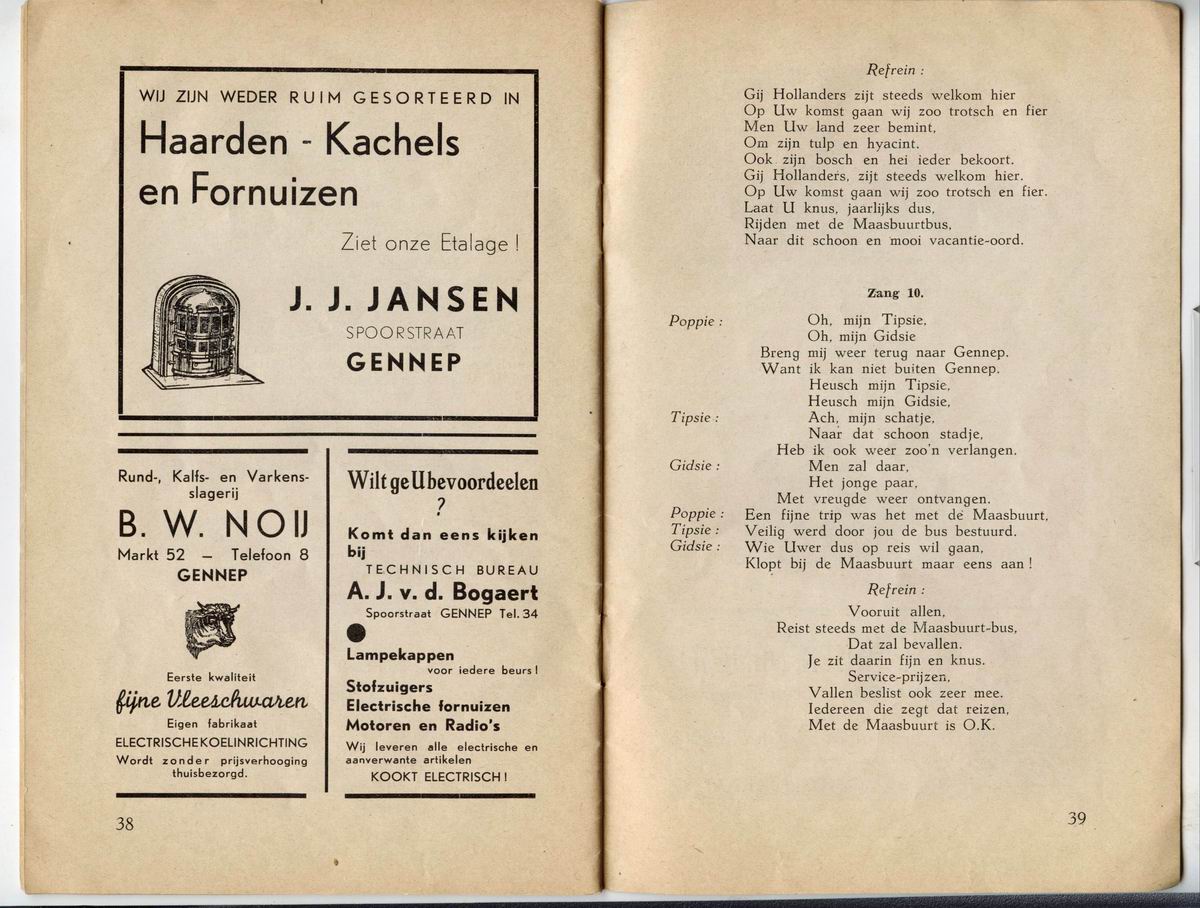 WIJ ZIJN WEDER RUIM GESORTEERD IN
Haarden - Kachels
en Fornuizen
Ziet onze Etalage !
J. J. JANSEN
SPOORSTRAAT
GENNEP
Rund-, Kalfs- en Varkens-
slagerij
B. W. NOIJ
Markt 52 — Telefoon 8
GENNEP
Eerste kwaliteit
fijne Vleeschwaren
Eigen fabrikaat
ELECTRISCHE KOELINRICHTING
Wordt zonder prijsverhooging
thuisbezorgd.
Wilt ge U bevoordeelen
?
Komt dan eens kijken
bij
TECHNISCH BUREAU
A. J. v. d. Bogaert
Spoorstraat GENNEP Tel. 34
Lampekappen
voor iedere beurs !
Stofzuigers
Electrische fornuizen
Motoren en Radio's
Wij leveren alle electrische en
aanverwante artikelen
KOOKT ELECTRISCH !
38
Refrein :
Gij Hollanders zijt steeds welkom hier
Op Uw komst gaan wij zoo trotsch en fier
Men Uw land zeer bemint,
Om zijn tulp en hyacint.
Ook zijn bosch en hei ieder bekoort.
Gij Hollanders, zijt steeds welkom hier.
Op Uw komst gaan wij zoo trotsch en fier.
Laat U knus, jaarlijks dus,
Rijden met de Maasbuurtbus,
Naar dit schoon en mooi vacantie-oord.
Zang 10.
Poppie : Oh, mijn Tipsie,
Oh, mijn Gidsie
Breng mij weer terug naar Gennep.
Want ik kan niet buiten Gennep.
Heusch mijn Tipsie,
Heusch mijn Gidsie,
Tipsie : Ach, mijn schatje,
Naar dat schoon stadje,
Heb ik ook weer zoo'n verlangen.
Gidsie : Men zal daar,
Het jonge paar,
Met vreugde weer ontvangen.
Poppie : Een fijne trip was het met de Maasbuurt,
Tipsie : Veilig werd door jou de bus bestuurd.
Gidsie : Wie Uwer dus op reis wil gaan,
Klopt bij de Maasbuurt maar eens aan !
Refrein :
Vooruit allen,
Reist steeds met de Maasbuurt-bus,
Dat zal bevallen.
Je zit daarin fijn en knus.
Service-prijzen,
Vallen beslist ook zeer mee.
Iedereen die zegt dat reizen,
Met de Maasbuurt is O.K.
39